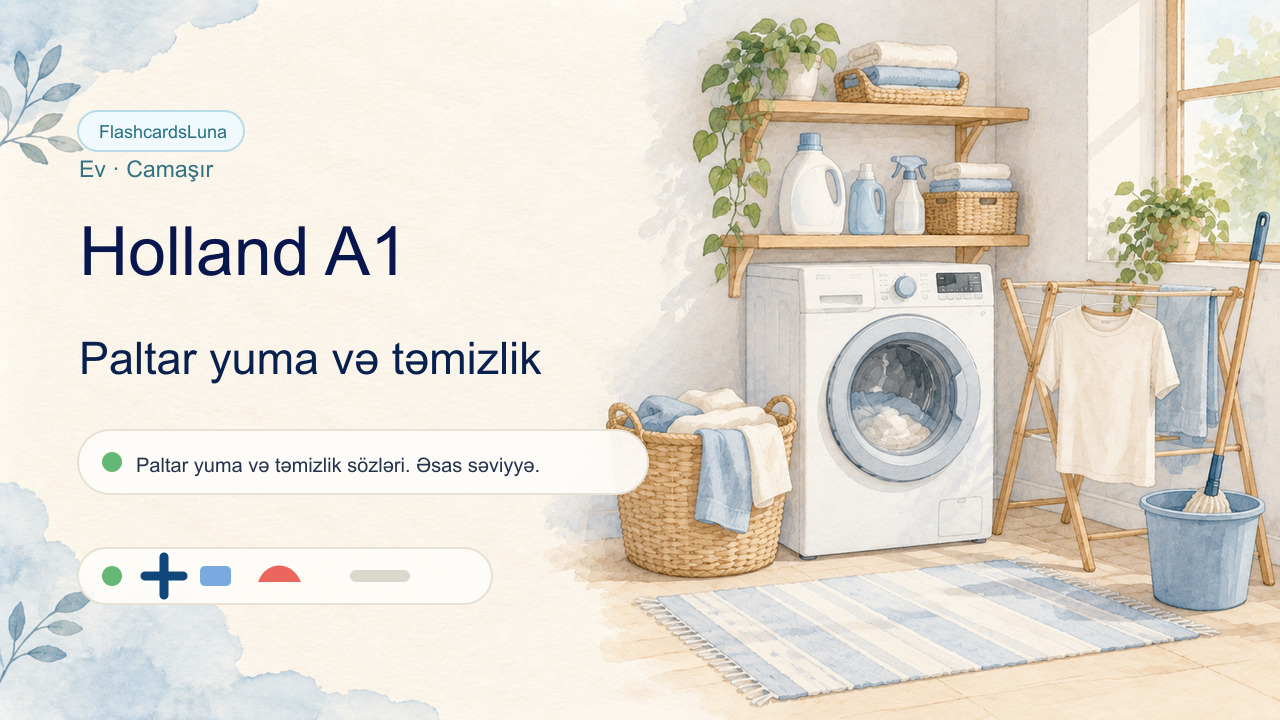 FlashcardsLuna
Ev · Camaşır
Holland A1
Paltar yuma və təmizlik
Paltar yuma və təmizlik sözləri. Əsas səviyyə.